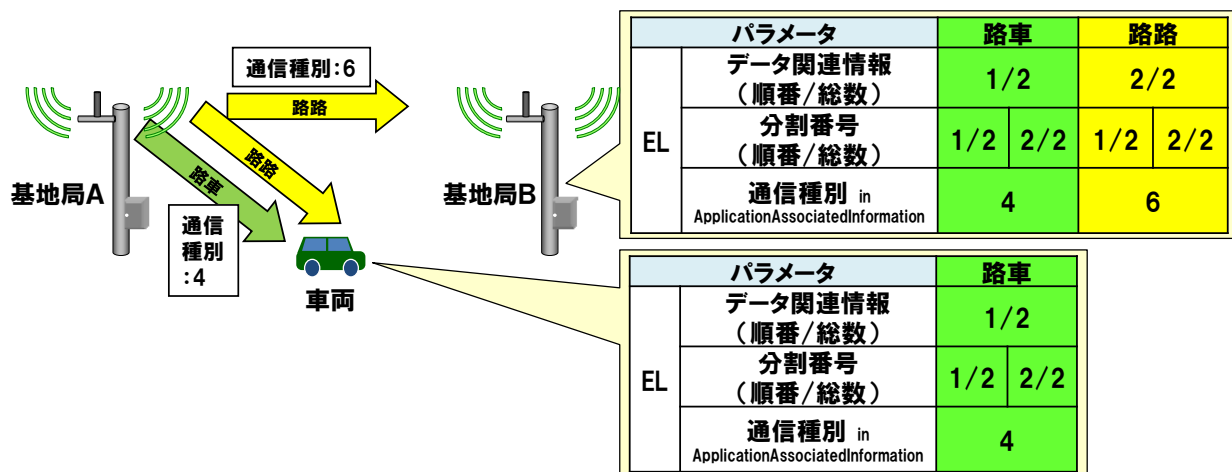 通信種別:6
路路
路路
路車
基地局A
通信
種別
:4
車両
基地局B
パラメータ 路車 路路
EL
データ関連情報
(順番/総数)
1/2 2/2
分割番号
(順番/総数)
1/2 2/2 1/2 2/2
通信種別 in
ApplicationAssociatedInformation
4 6
パラメータ 路車
EL
データ関連情報
(順番/総数)
1/2
分割番号
(順番/総数)
1/2 2/2
通信種別 in
ApplicationAssociatedInformation
4